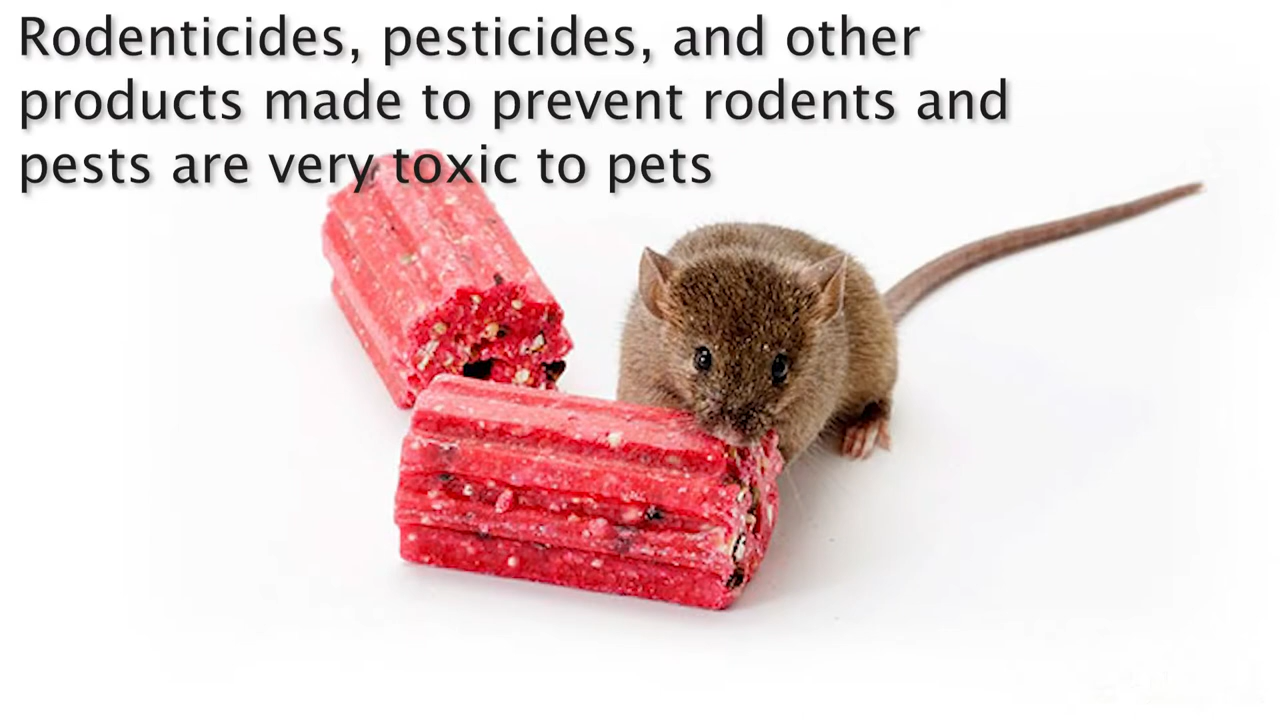 Rodenticides, pesticides, and other
products made to prevent rodents and
pests are very toxic to pets